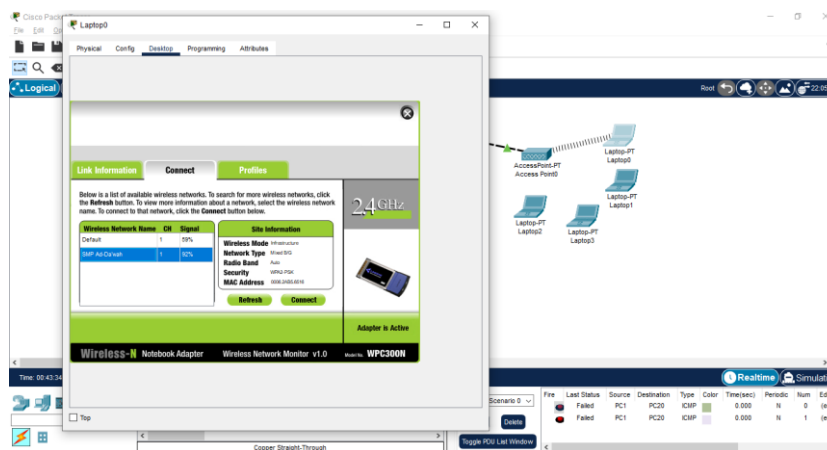 Cisco Pack
Laptop0
File Edit
Physical Config Desktop Programming Attributes
Logical
Root
22:05
Link Information Connect Profiles
Below is a list of available wireless networks. To search for more wireless networks, click
the Refresh button. To view more information about a network, select the wireless network
name. To connect to that network, click the Connect button below.
2.4GHz
Wireless Network Name CH Signal
Default 1 59%
SMP Ad-Da'wah 1 92%
Site Information
Wireless Mode Infrastructure
Network Type Mixed B/G
Radio Band Auto
Security WPA2-PSK
MAC Address
Refresh Connect
Adapter is Active
Wireless-N Notebook Adapter Wireless Network Monitor v1.0 Model No. WPC300N
AccessPoint-PT
Access Point0
Laptop-PT
Laptop0
Laptop-PT
Laptop1
Laptop-PT
Laptop2
Laptop-PT
Laptop3
Time: 00:43:34
Realtime Simulat
Top
Scenario 0
Delete
Toggle PDU List Window
Fire Last Status Source Destination Type Color Time(sec) Periodic Num Ed
Failed PC1 PC20 ICMP 0.000 N 0 (e
Failed PC1 PC20 ICMP 0.000 N 1 (e
Copper Straight-Through